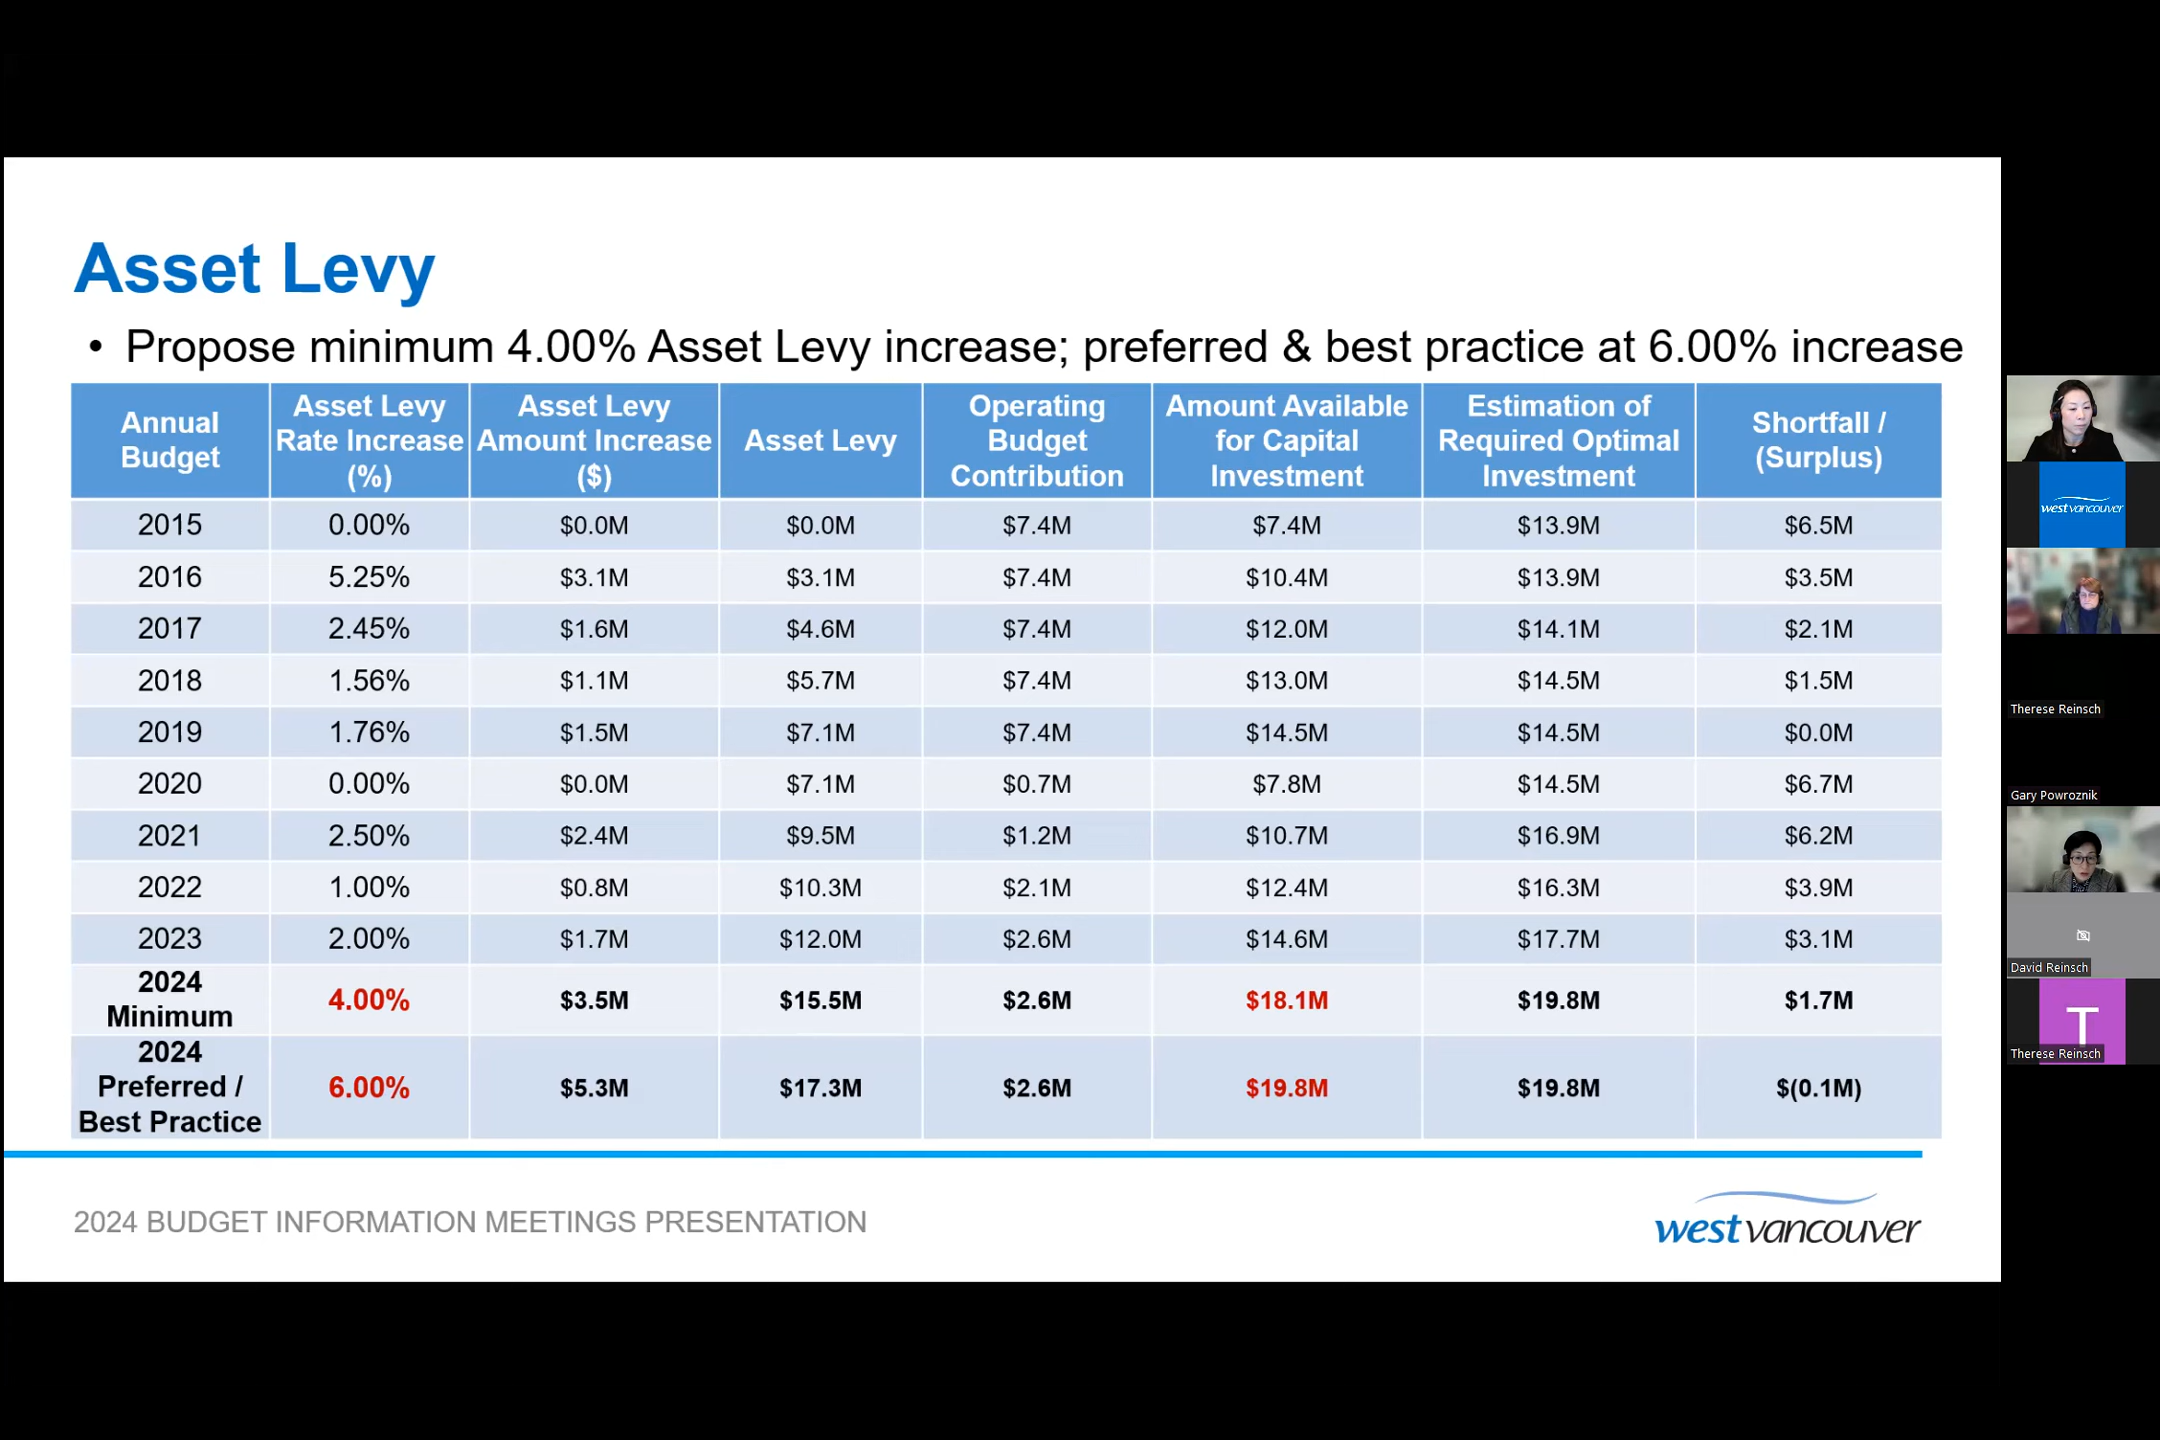 Asset Levy
• Propose minimum 4.00% Asset Levy increase; preferred & best practice at 6.00% increase
Annual Budget | Asset Levy Rate Increase (%) | Asset Levy Amount Increase ($) | Asset Levy | Operating Budget Contribution | Amount Available for Capital Investment | Estimation of Required Optimal Investment | Shortfall / (Surplus)
2015 | 0.00% | $0.0M | $0.0M | $7.4M | $7.4M | $13.9M | $6.5M
2016 | 5.25% | $3.1M | $3.1M | $7.4M | $10.4M | $13.9M | $3.5M
2017 | 2.45% | $1.6M | $4.6M | $7.4M | $12.0M | $14.1M | $2.1M
2018 | 1.56% | $1.1M | $5.7M | $7.4M | $13.0M | $14.5M | $1.5M
2019 | 1.76% | $1.5M | $7.1M | $7.4M | $14.5M | $14.5M | $0.0M
2020 | 0.00% | $0.0M | $7.1M | $0.7M | $7.8M | $14.5M | $6.7M
2021 | 2.50% | $2.4M | $9.5M | $1.2M | $10.7M | $16.9M | $6.2M
2022 | 1.00% | $0.8M | $10.3M | $2.1M | $12.4M | $16.3M | $3.9M
2023 | 2.00% | $1.7M | $12.0M | $2.6M | $14.6M | $17.7M | $3.1M
2024 Minimum | 4.00% | $3.5M | $15.5M | $2.6M | $18.1M | $19.8M | $1.7M
2024 Preferred / Best Practice | 6.00% | $5.3M | $17.3M | $2.6M | $19.8M | $19.8M | $(0.1M)
2024 BUDGET INFORMATION MEETINGS PRESENTATION
westvancouver
westvancouver
Therese Reinsch
Gary Powroznik
David Reinsch
T
Therese Reinsch